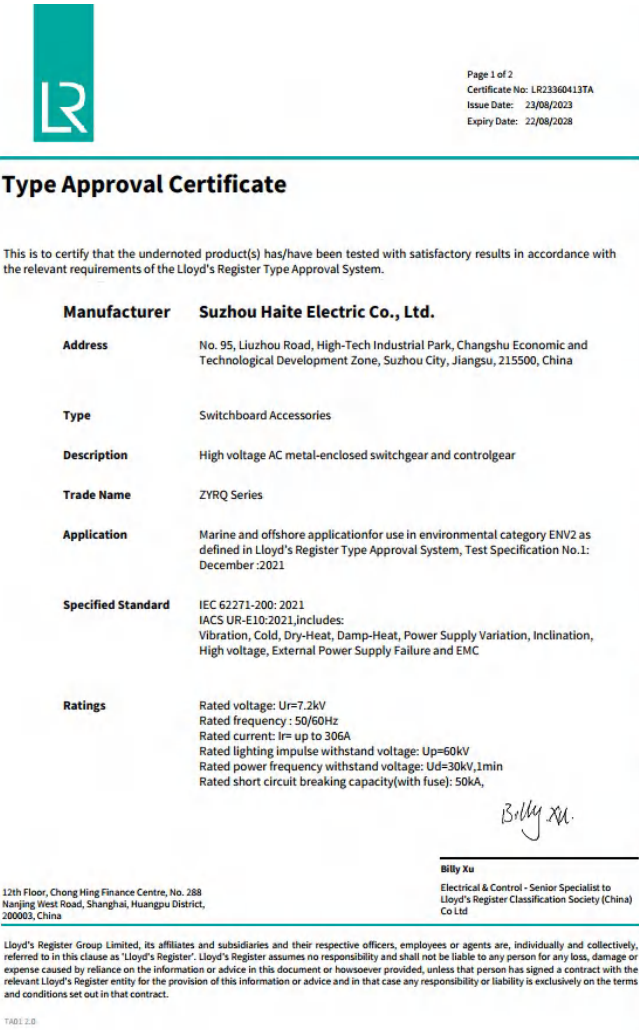 LR
Page 1 of 2
Certificate No: LR23360413TA
Issue Date: 23/08/2023
Expiry Date: 22/08/2028
Type Approval Certificate
This is to certify that the undernoted product(s) has/have been tested with satisfactory results in accordance with
the relevant requirements of the Lloyd's Register Type Approval System.
Manufacturer Suzhou Haite Electric Co., Ltd.
Address No. 95, Liuzhou Road, High-Tech Industrial Park, Changshu Economic and
Technological Development Zone, Suzhou City, Jiangsu, 215500, China
Type Switchboard Accessories
Description High voltage AC metal-enclosed switchgear and controlgear
Trade Name ZYRQ Series
Application Marine and offshore applicationfor use in environmental category ENV2 as
defined in Lloyd's Register Type Approval System, Test Specification No.1:
December :2021
Specified Standard IEC 62271-200: 2021
IACS UR-E10:2021,includes:
Vibration, Cold, Dry-Heat, Damp-Heat, Power Supply Variation, Inclination,
High voltage, External Power Supply Failure and EMC
Ratings Rated voltage: Ur=7.2kV
Rated frequency : 50/60Hz
Rated current: Ir= up to 306A
Rated lighting impulse withstand voltage: Up=60kV
Rated power frequency withstand voltage: Ud=30kV,1min
Rated short circuit breaking capacity(with fuse): 50kA,
Billy Xu.
Billy Xu
Electrical & Control - Senior Specialist to
Lloyd's Register Classification Society (China)
Co Ltd
12th Floor, Chong Hing Finance Centre, No. 288
Nanjing West Road, Shanghai, Huangpu District,
200003, China
Lloyd's Register Group Limited, its affiliates and subsidiaries and their respective officers, employees or agents are, individually and collectively,
referred to in this clause as 'Lloyd's Register'. Lloyd's Register assumes no responsibility and shall not be liable to any person for any loss, damage or
expense caused by reliance on the information or advice in this document or howsoever provided, unless that person has signed a contract with the
relevant Lloyd's Register entity for the provision of this information or advice and in that case any responsibility or liability is exclusively on the terms
and conditions set out in that contract.
TA01 2.0